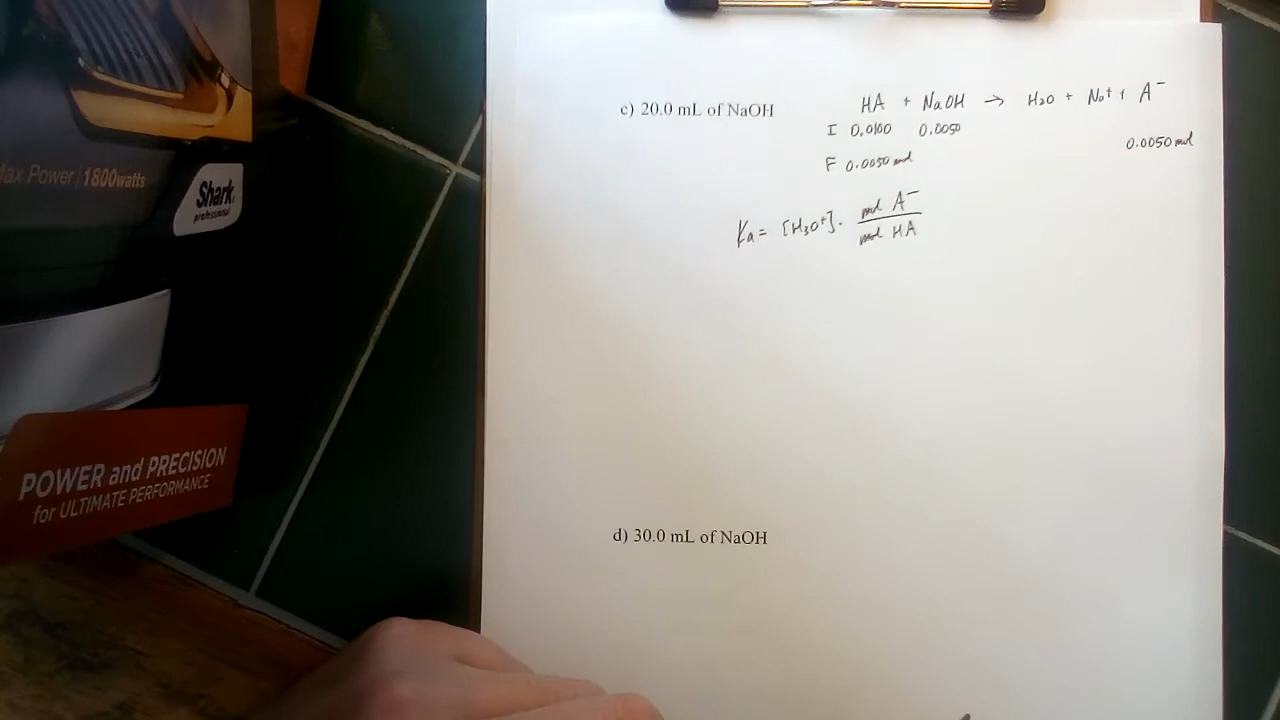 c) 20.0 mL of NaOH
HA + NaOH → H2O + Na+ + A-
I 0.0100 0.0050
0.0050 mol
F 0.0050 mol
Ka = [H3O+] · mol A-
mol HA
d) 30.0 mL of NaOH
Max Power | 1800watts
Shark
professional
POWER and PRECISION
for ULTIMATE PERFORMANCE